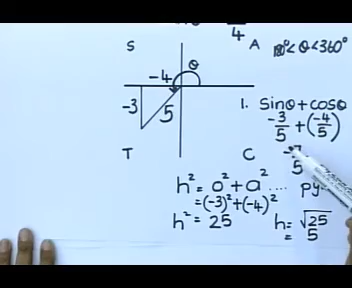 4
S
A
180°<θ<360°
θ
-4
-3
5
1. Sinθ+cosθ
-3/5 +(-4/5)
T
C
-7/5
h²= o²+a² .... py
=(-3)²+(-4)²
h²= 25
h= √25
= 5